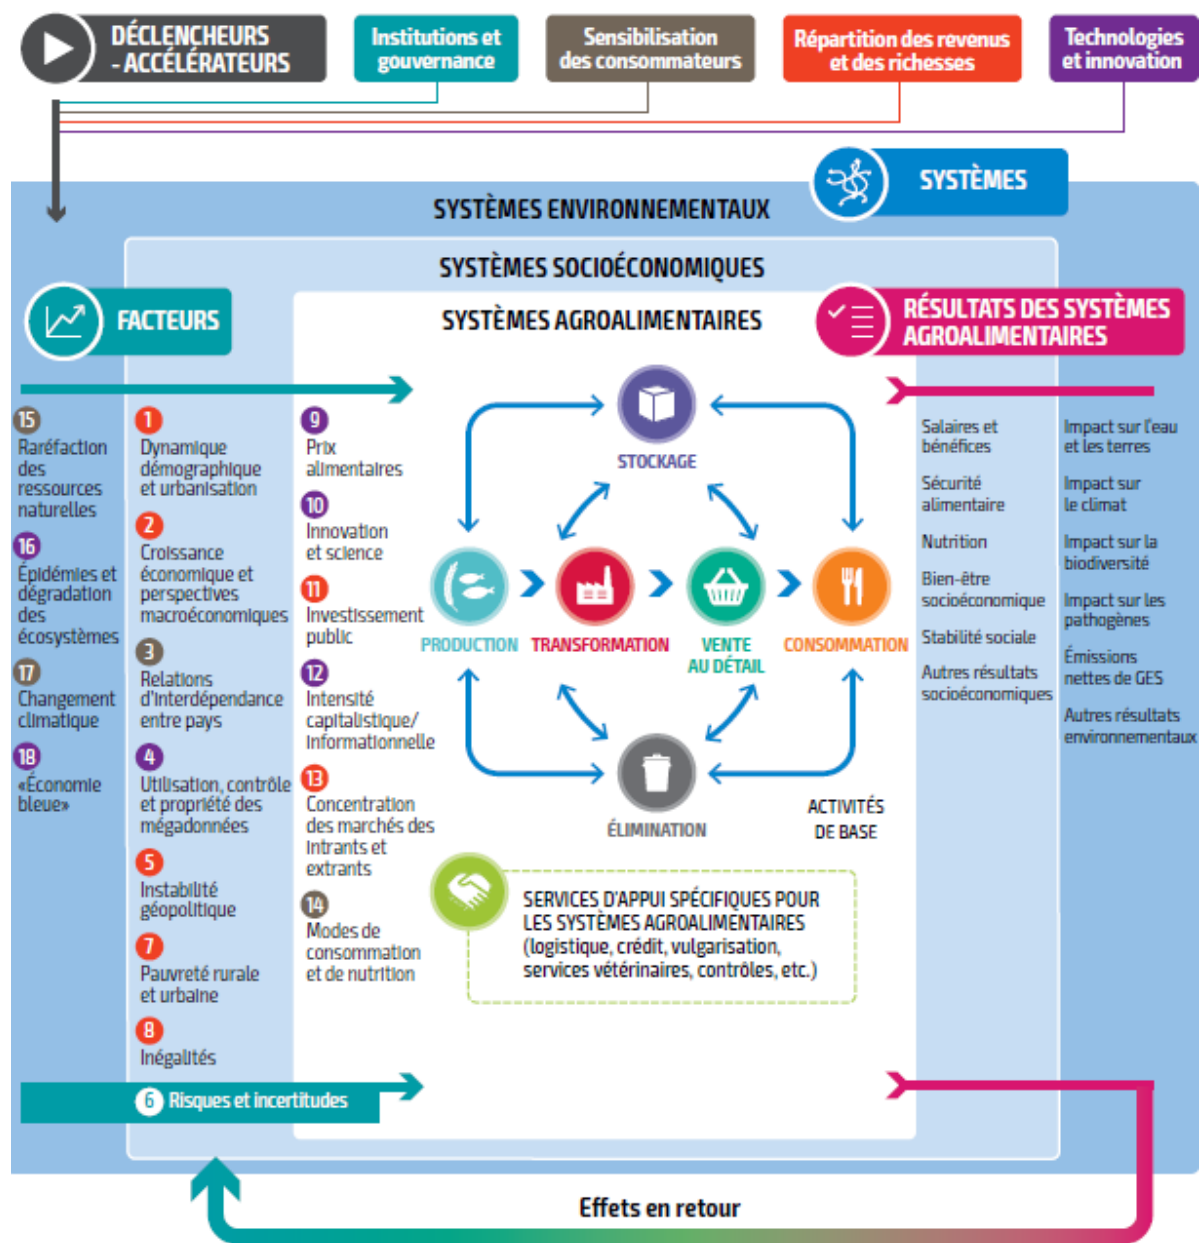 DÉCLENCHEURS
- ACCÉLÉRATEURS
Institutions et
gouvernance
Sensibilisation
des consommateurs
Répartition des revenus
et des richesses
Technologies
et innovation
SYSTÈMES
SYSTÈMES ENVIRONNEMENTAUX
SYSTÈMES SOCIOÉCONOMIQUES
SYSTÈMES AGROALIMENTAIRES
FACTEURS
RÉSULTATS DES SYSTÈMES
AGROALIMENTAIRES
15
Raréfaction
des
ressources
naturelles
16
Épidémies et
dégradation
des
écosystèmes
17
Changement
climatique
18
«Économie
bleue»
1
Dynamique
démographique
et urbanisation
2
Croissance
économique et
perspectives
macroéconomiques
3
Relations
d'interdépendance
entre pays
4
Utilisation, contrôle
et propriété des
mégadonnées
5
Instabilité
géopolitique
7
Pauvreté rurale
et urbaine
8
Inégalités
6 Risques et incertitudes
9
Prix
alimentaires
10
Innovation
et science
11
Investissement
public
12
Intensité
capitalistique/
informationnelle
13
Concentration
des marchés des
intrants et
extrants
14
Modes de
consommation
et de nutrition
STOCKAGE
PRODUCTION
TRANSFORMATION
VENTE
AU DÉTAIL
CONSOMMATION
ÉLIMINATION
ACTIVITÉS
DE BASE
SERVICES D'APPUI SPÉCIFIQUES POUR
LES SYSTÈMES AGROALIMENTAIRES
(logistique, crédit, vulgarisation,
services vétérinaires, contrôles, etc.)
Salaires et
bénéfices
Sécurité
alimentaire
Nutrition
Bien-être
socioéconomique
Stabilité sociale
Autres résultats
socioéconomiques
Impact sur l'eau
et les terres
Impact sur
le climat
Impact sur la
biodiversité
Impact sur les
pathogènes
Émissions
nettes de GES
Autres résultats
environnementaux
Effets en retour